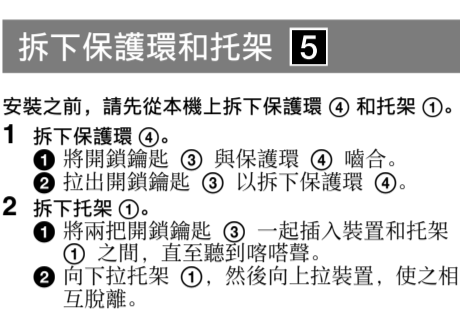 拆下保護環和托架 5
安裝之前，請先從本機上拆下保護環 ④ 和托架 ①。
1 拆下保護環 ④。
❶ 將開鎖鑰匙 ③ 與保護環 ④ 嚙合。
❷ 拉出開鎖鑰匙 ③ 以拆下保護環 ④。
2 拆下托架 ①。
❶ 將兩把開鎖鑰匙 ③ 一起插入裝置和托架
① 之間，直至聽到喀嗒聲。
❷ 向下拉托架 ①，然後向上拉裝置，使之相
互脫離。